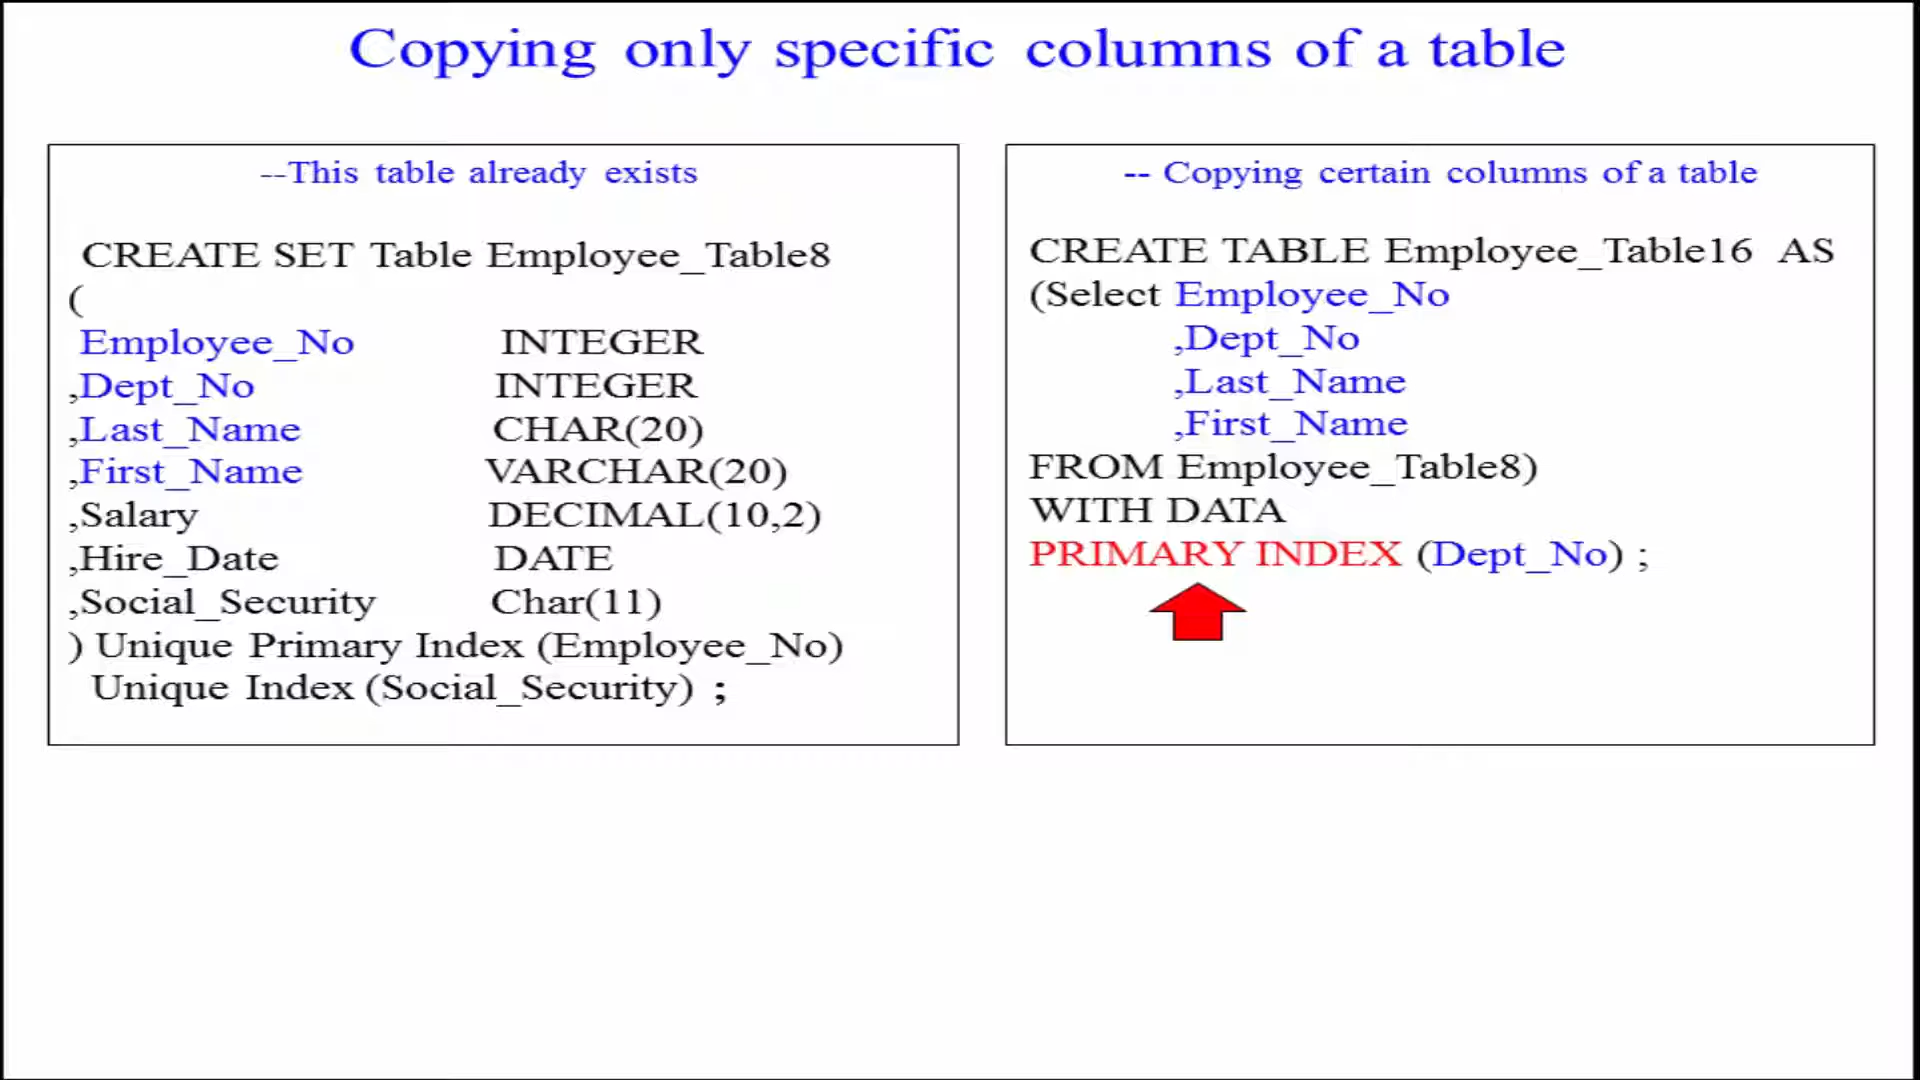 Copying only specific columns of a table
--This table already exists
CREATE SET Table Employee_Table8
(
Employee_No INTEGER
,Dept_No INTEGER
,Last_Name CHAR(20)
,First_Name VARCHAR(20)
,Salary DECIMAL(10,2)
,Hire_Date DATE
,Social_Security Char(11)
) Unique Primary Index (Employee_No)
Unique Index (Social_Security) ;
-- Copying certain columns of a table
CREATE TABLE Employee_Table16 AS
(Select Employee_No
,Dept_No
,Last_Name
,First_Name
FROM Employee_Table8)
WITH DATA
PRIMARY INDEX (Dept_No) ;